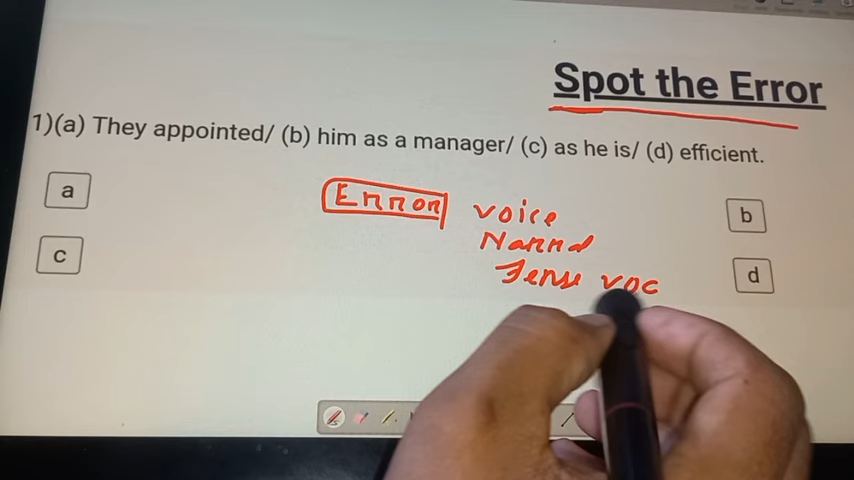 Spot the Error
1)(a) They appointed/ (b) him as a manager/ (c) as he is/ (d) efficient.
a
b
c
d
Error voice
Narrd
Tense voc